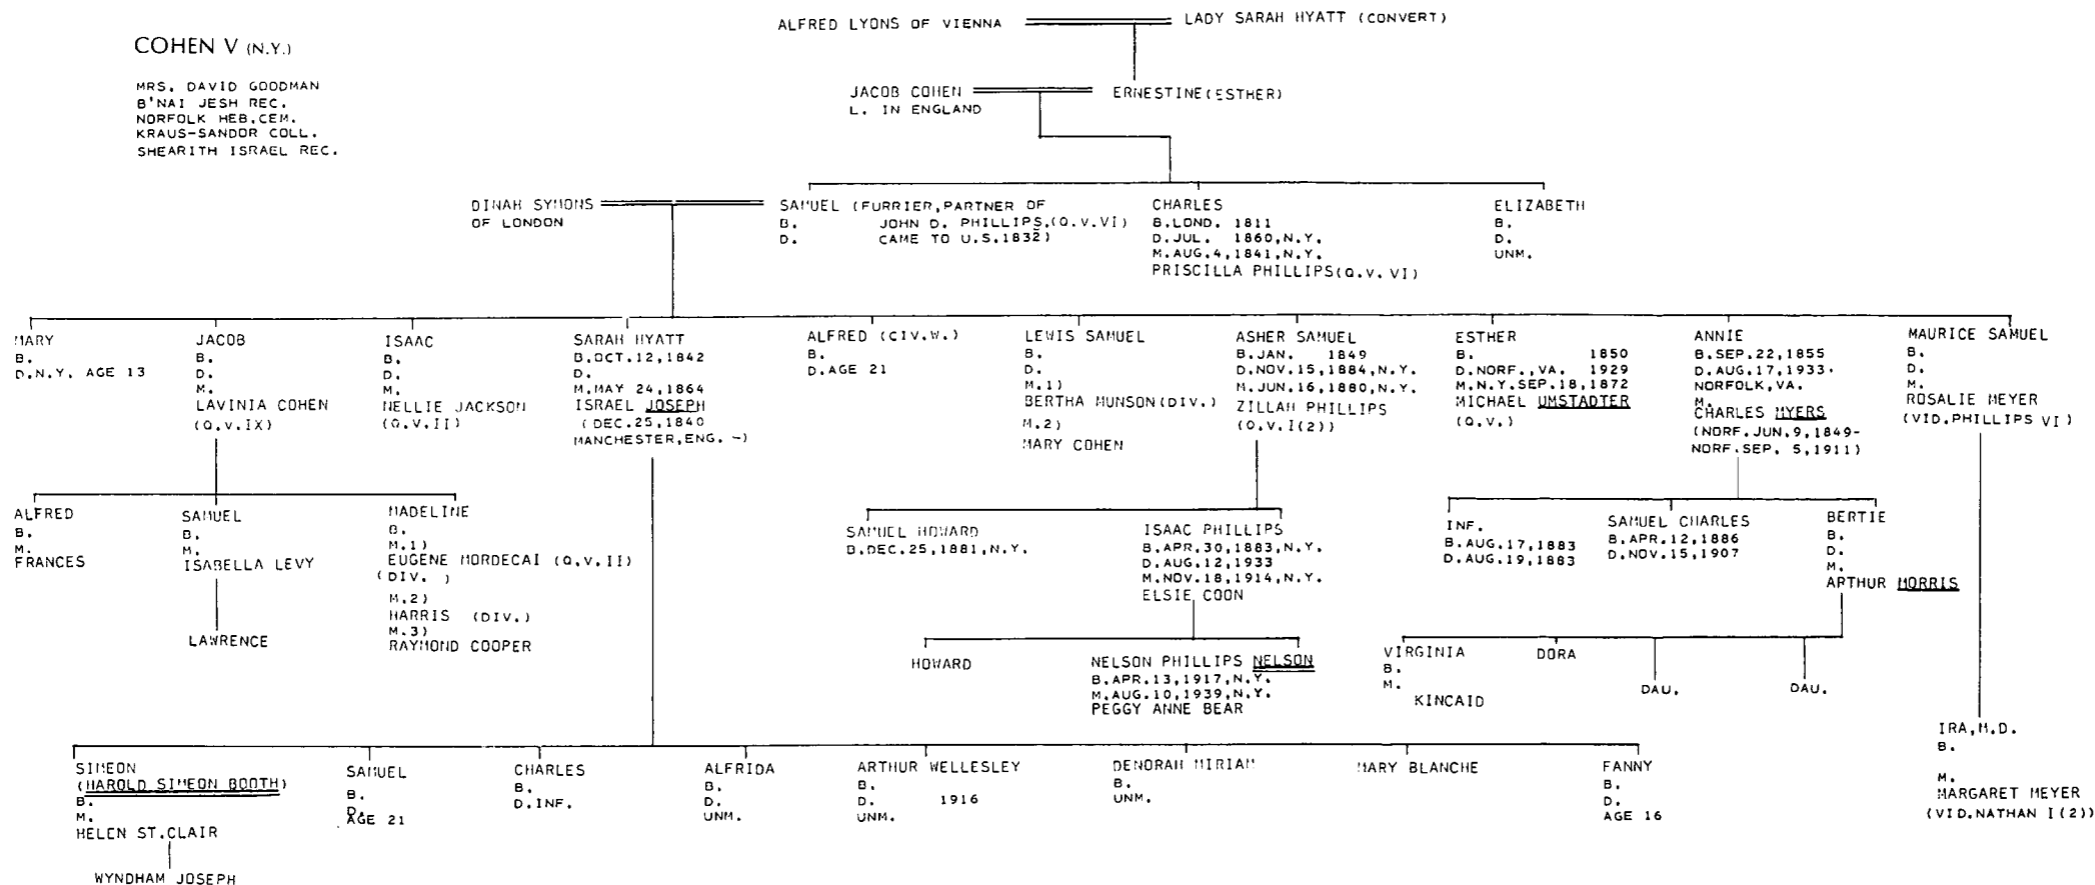 ALFRED LYONS OF VIENNA
LADY SARAH HYATT (CONVERT)
COHEN V (N.Y.)
MRS. DAVID GOODMAN
B'NAI JESH REC.
NORFOLK HEB.CEM.
KRAUS-SANDOR COLL.
SHEARITH ISRAEL REC.
JACOB COHEN
L. IN ENGLAND
ERNESTINE(ESTHER)
DINAH SYMONS
OF LONDON
SAMUEL (FURRIER,PARTNER OF
B. JOHN D. PHILLIPS,(Q.V.VI)
D. CAME TO U.S.1832)
CHARLES
B.LOND. 1811
D.JUL. 1860,N.Y.
M.AUG.4,1841,N.Y.
PRISCILLA PHILLIPS(Q.V. VI)
ELIZABETH
B.
D.
UNM.
MARY
B.
D.N.Y. AGE 13
JACOB
B.
D.
M.
LAVINIA COHEN
(Q.V.IX)
ISAAC
B.
D.
M.
NELLIE JACKSON
(Q.V.II)
SARAH HYATT
B.OCT.12,1842
D.
M.MAY 24,1864
ISRAEL JOSEPH
(DEC.25,1840
MANCHESTER,ENG. -)
ALFRED (CIV.W.)
B.
D.AGE 21
LEWIS SAMUEL
B.
D.
M.1)
BERTHA MUNSON(DIV.)
M.2)
MARY COHEN
ASHER SAMUEL
B.JAN. 1849
D.NOV.15,1884,N.Y.
M.JUN.16,1880,N.Y.
ZILLAH PHILLIPS
(Q.V.I(2))
ESTHER
B. 1850
D.NORF.,VA. 1929
M.N.Y.SEP.18,1872
MICHAEL UMSTADTER
(Q.V.)
ANNIE
B.SEP.22,1855
D.AUG.17,1933.
NORFOLK,VA.
M.
CHARLES MYERS
(NORF.JUN.9,1849-
NORF.SEP. 5,1911)
MAURICE SAMUEL
B.
D.
M.
ROSALIE MEYER
(VID.PHILLIPS VI)
ALFRED
B.
M.
FRANCES
SAMUEL
B.
M.
ISABELLA LEVY
LAWRENCE
MADELINE
B.
M.1)
EUGENE MORDECAI (Q.V.II)
(DIV. )
M.2)
HARRIS (DIV.)
M.3)
RAYMOND COOPER
SAMUEL HOWARD
B.DEC.25,1881,N.Y.
ISAAC PHILLIPS
B.APR.30,1883,N.Y.
D.AUG.12,1933
M.NOV.18,1914,N.Y.
ELSIE COON
INF.
B.AUG.17,1883
D.AUG.19,1883
SAMUEL CHARLES
B.APR.12,1886
D.NOV.15,1907
BERTIE
B.
D.
M.
ARTHUR MORRIS
HOWARD
NELSON PHILLIPS NELSON
B.APR.13,1917,N.Y.
M.AUG.10,1939,N.Y.
PEGGY ANNE BEAR
VIRGINIA
B.
M.
KINCAID
DORA
DAU.
DAU.
IRA,M.D.
B.
M.
MARGARET MEYER
(VID.NATHAN I(2))
SIMEON
(HAROLD SIMEON BOOTH)
B.
M.
HELEN ST.CLAIR
WYNDHAM JOSEPH
SAMUEL
B.
D.
AGE 21
CHARLES
B.
D.INF.
ALFRIDA
B.
D.
UNM.
ARTHUR WELLESLEY
B.
D. 1916
UNM.
DENORAH MIRIAM
B.
UNM.
MARY BLANCHE
FANNY
B.
D.
AGE 16